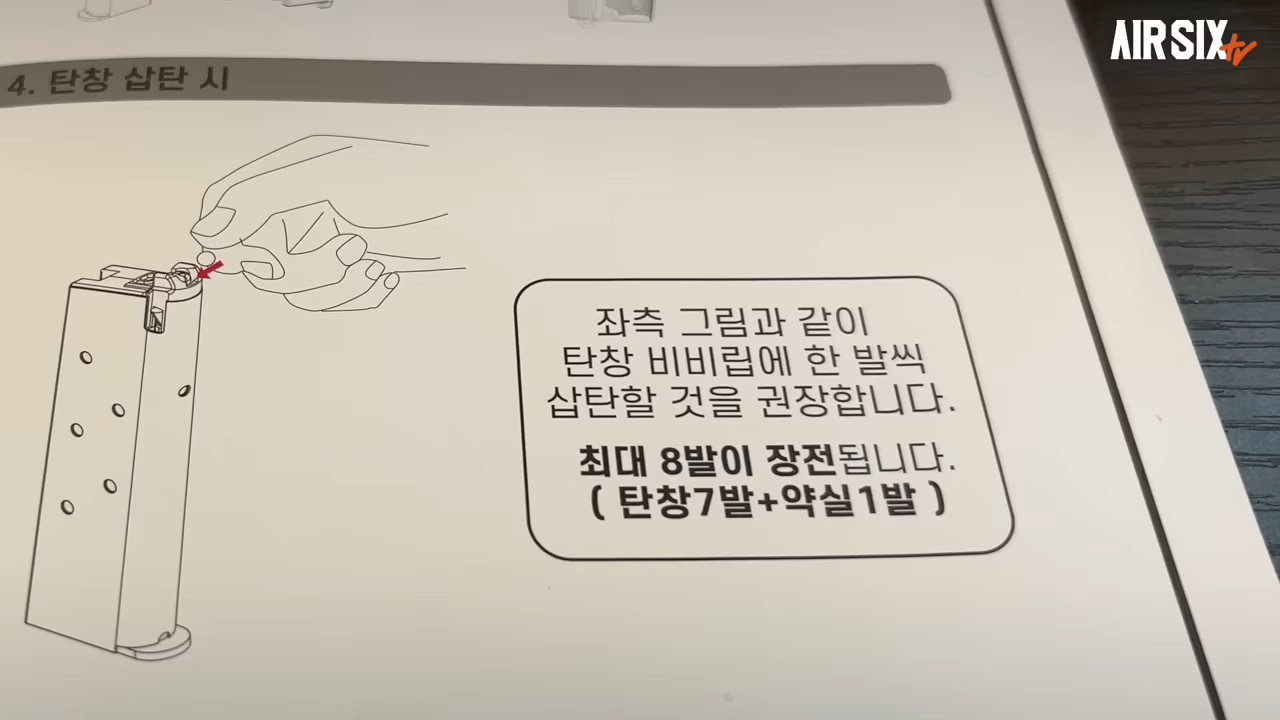 AIR SIX tv
4. 탄창 삽탄 시
좌측 그림과 같이
탄창 비비립에 한 발씩
삽탄할 것을 권장합니다.
최대 8발이 장전됩니다.
( 탄창7발+약실1발 )